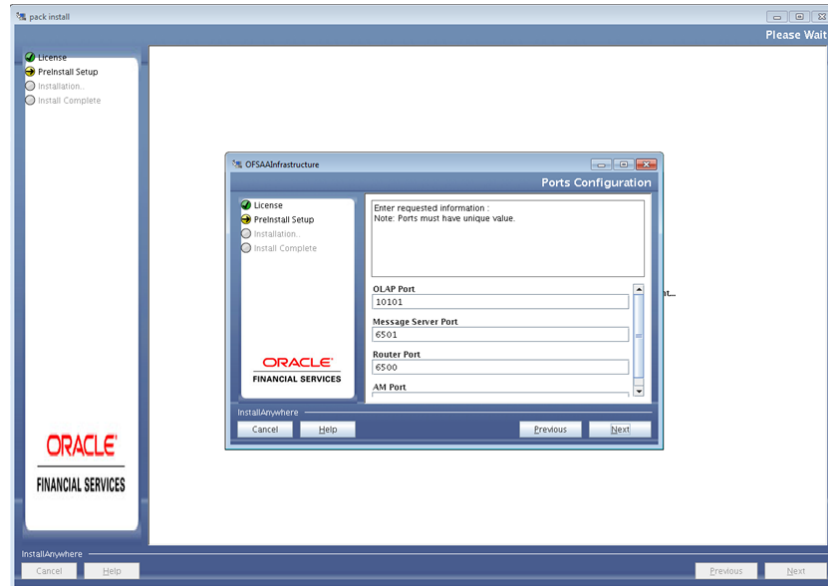 pack install
Please Wait
License
PreInstall Setup
Installation..
Install Complete
OFSAAInfrastructure
Ports Configuration
License
PreInstall Setup
Installation..
Install Complete
Enter requested information :
Note: Ports must have unique value.
OLAP Port
10101
Message Server Port
6501
Router Port
6500
AM Port
ORACLE
FINANCIAL SERVICES
InstallAnywhere
Cancel
Help
Previous
Next
ORACLE
FINANCIAL SERVICES
InstallAnywhere
Cancel
Help
Previous
Next